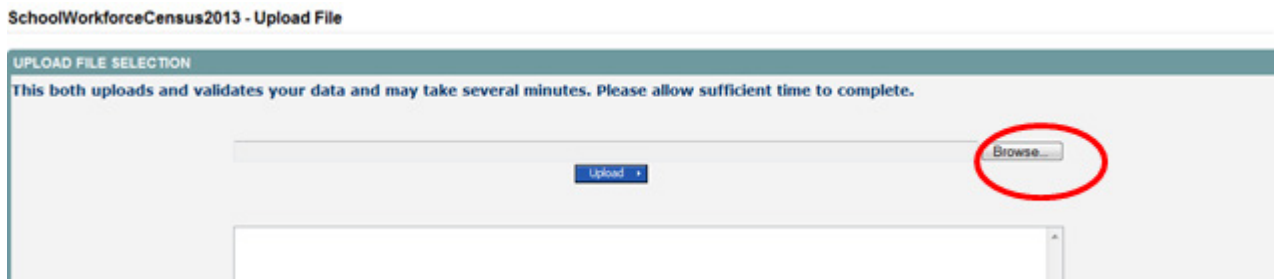 SchoolWorkforceCensus2013 - Upload File
UPLOAD FILE SELECTION
This both uploads and validates your data and may take several minutes. Please allow sufficient time to complete.
Browse...
Upload